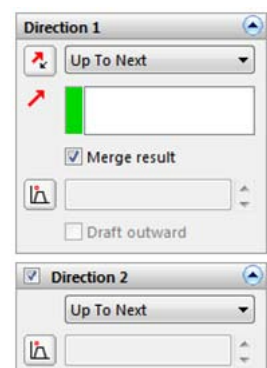 Direction 1
Up To Next
Merge result
Draft outward
Direction 2
Up To Next